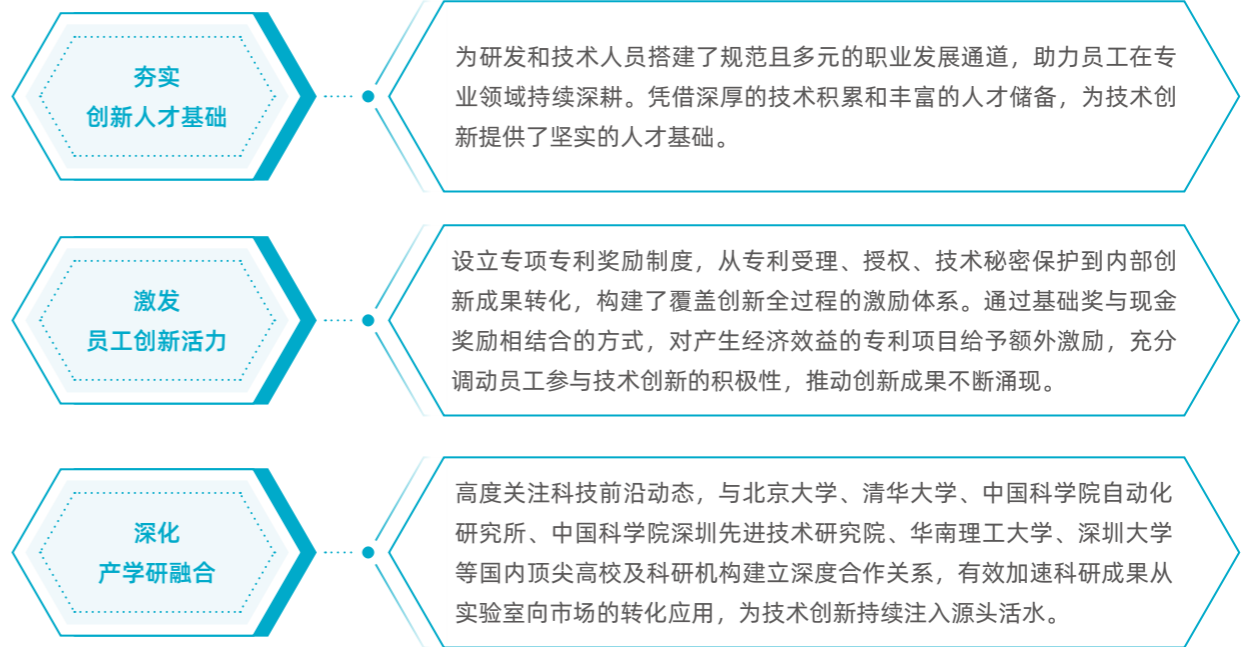 夯实
创新人才基础
为研发和技术人员搭建了规范且多元的职业发展通道，助力员工在专
业领域持续深耕。凭借深厚的技术积累和丰富的人才储备，为技术创
新提供了坚实的人才基础。
激发
员工创新活力
设立专项专利奖励制度，从专利受理、授权、技术秘密保护到内部创
新成果转化，构建了覆盖创新全过程的激励体系。通过基础奖与现金
奖励相结合的方式，对产生经济效益的专利项目给予额外激励，充分
调动员工参与技术创新的积极性，推动创新成果不断涌现。
深化
产学研融合
高度关注科技前沿动态，与北京大学、清华大学、中国科学院自动化
研究所、中国科学院深圳先进技术研究院、华南理工大学、深圳大学
等国内顶尖高校及科研机构建立深度合作关系，有效加速科研成果从
实验室向市场的转化应用，为技术创新持续注入源头活水。